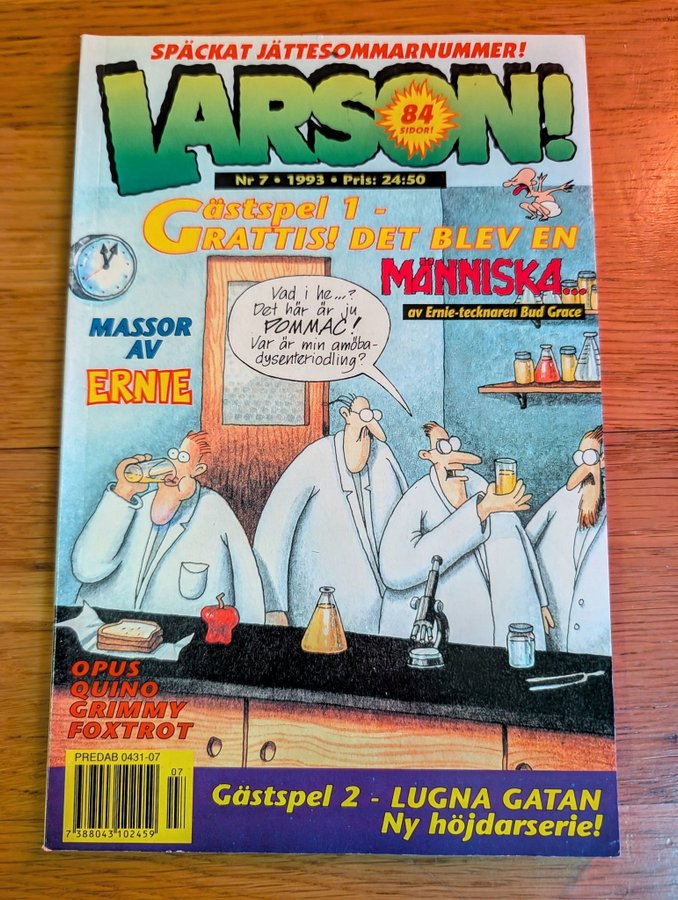 SPÄCKAT JÄTTESOMMARNUMMER!
LARSON!
84
SIDOR!
Nr 7 • 1993 • Pris: 24:50
Gästspel 1 -
GRATTIS! DET BLEV EN
MÄNNISKA...
av Ernie-tecknaren Bud Grace
MASSOR
AV
ERNIE
Vad i he...?
Det här är ju
POMMAC!
Var är min amöba-
dysenteriodling?
OPUS
QUINO
GRIMMY
FOXTROT
PREDAB 0431-07
07
7 388043 102459
Gästspel 2 - LUGNA GATAN
Ny höjdarserie!